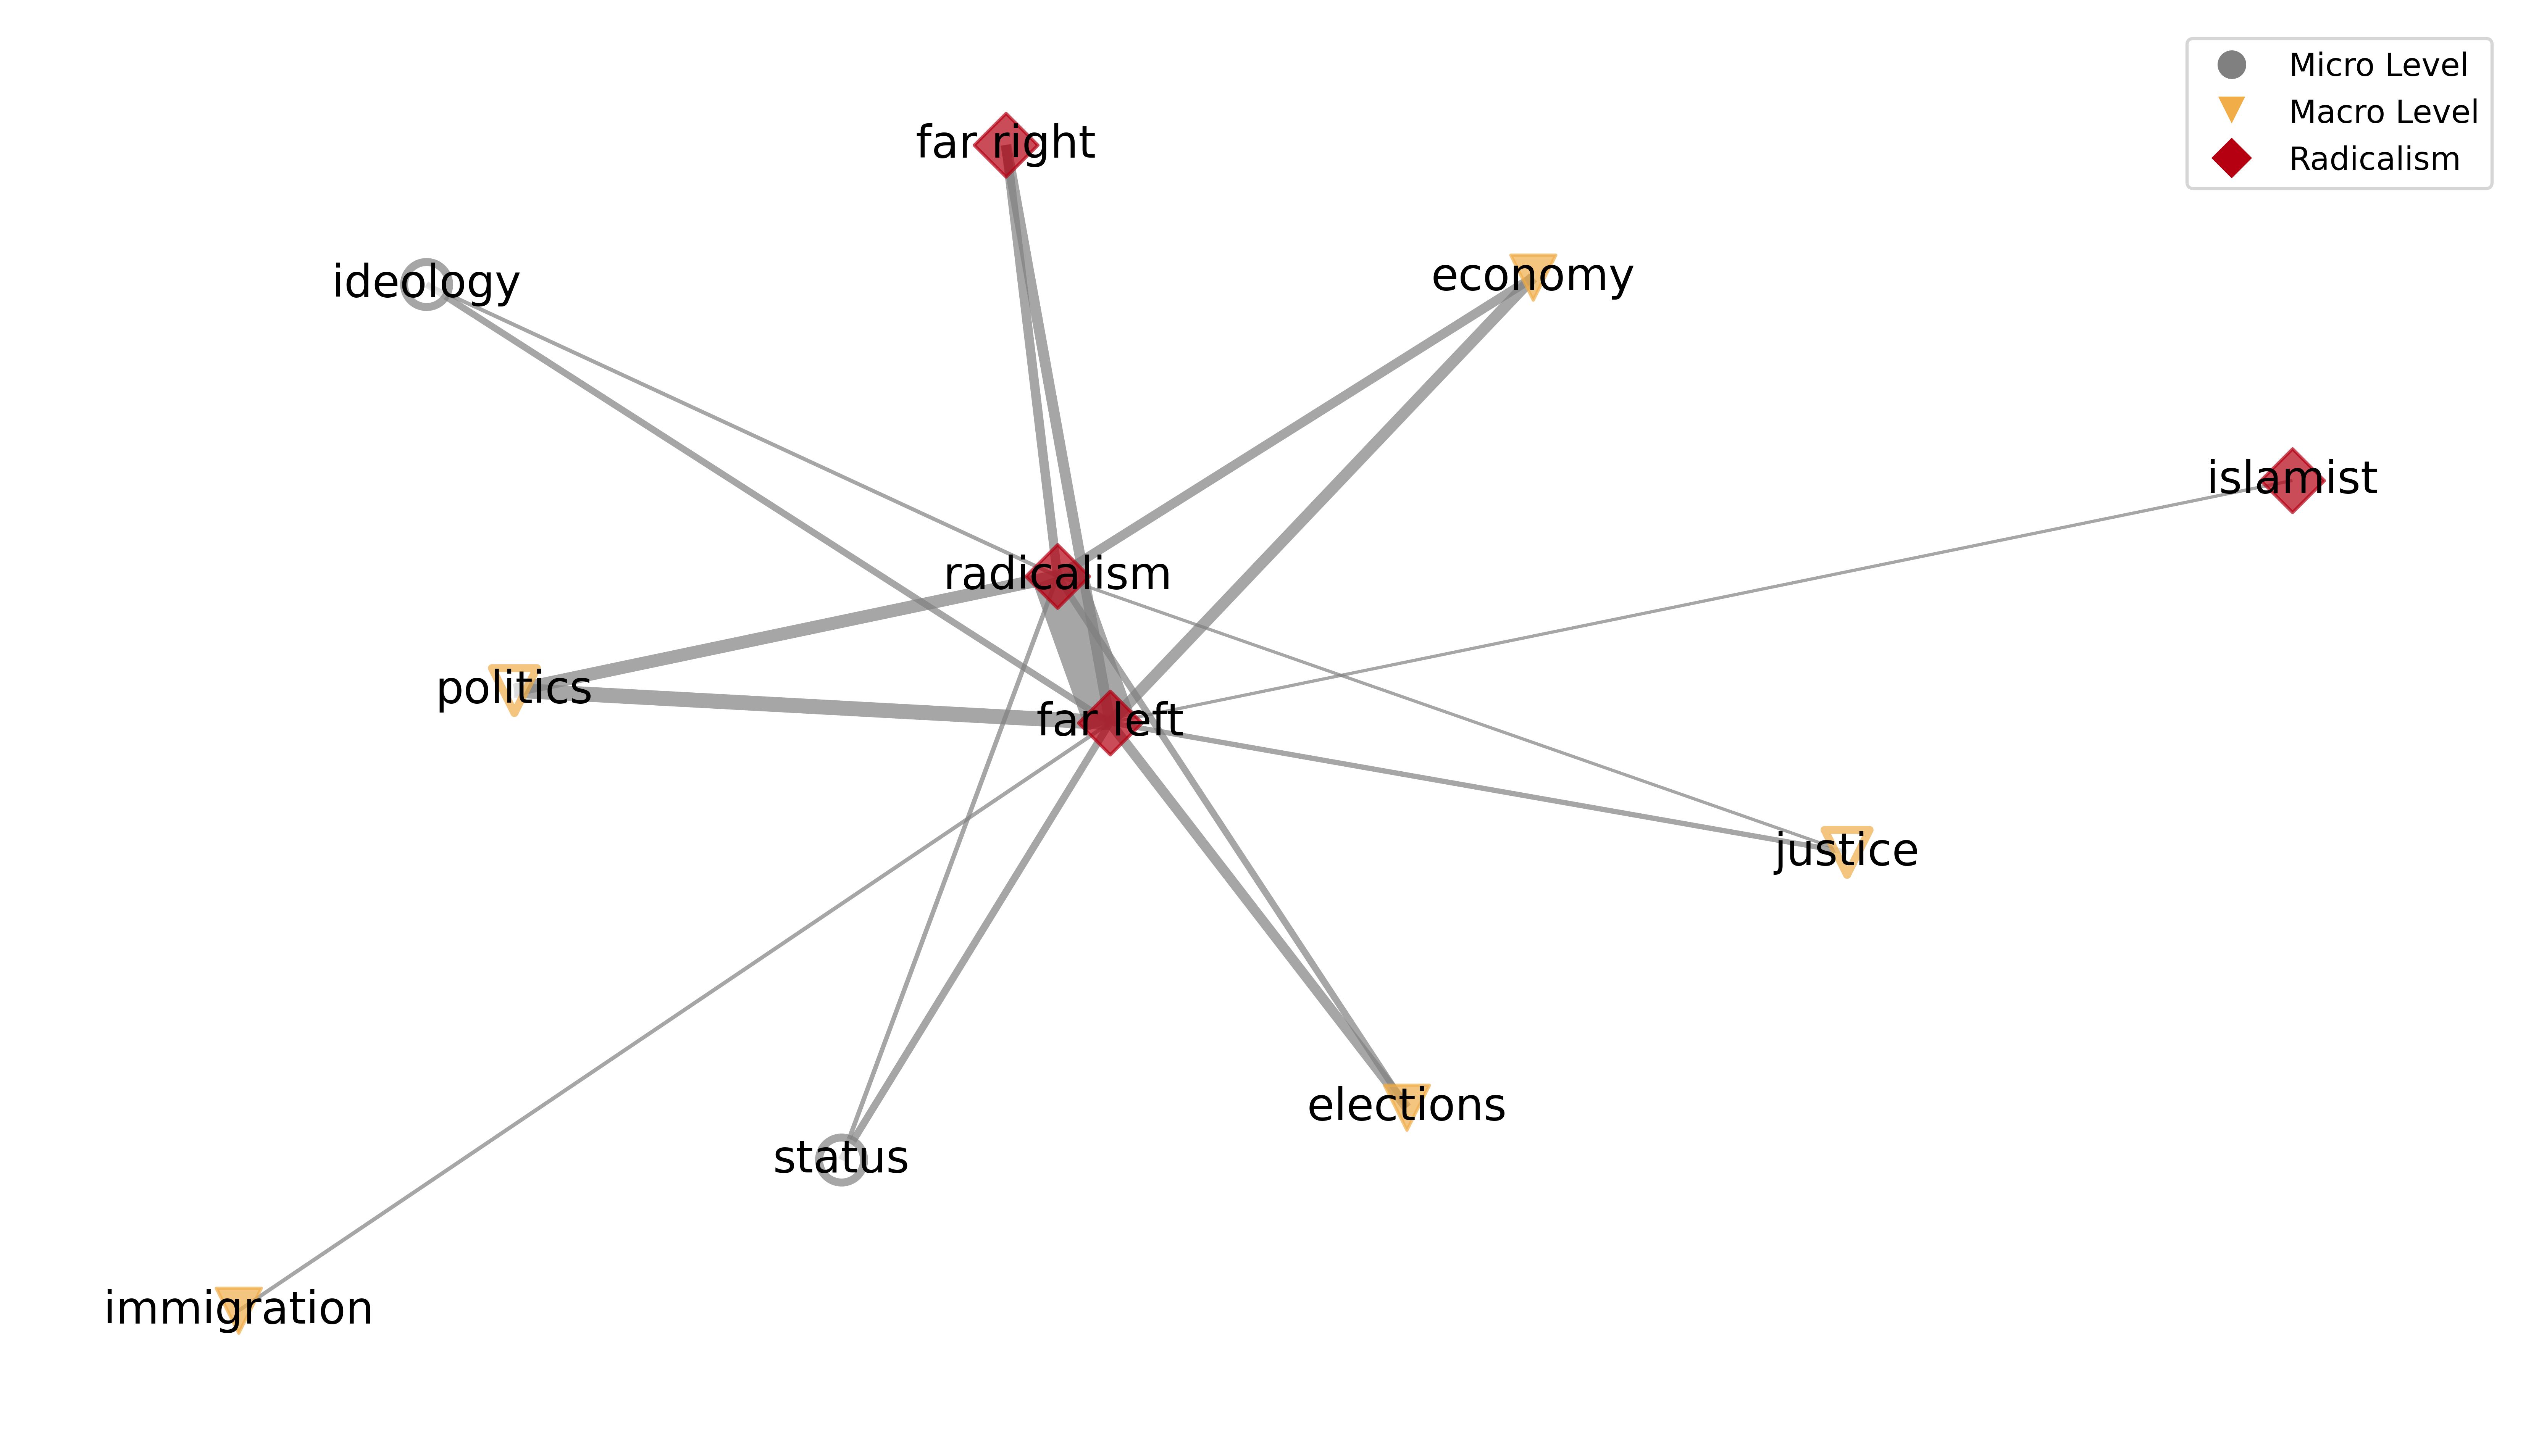 Micro Level
Macro Level
Radicalism
far right
ideology
economy
islamist
radicalism
politics
far left
justice
elections
status
immigration